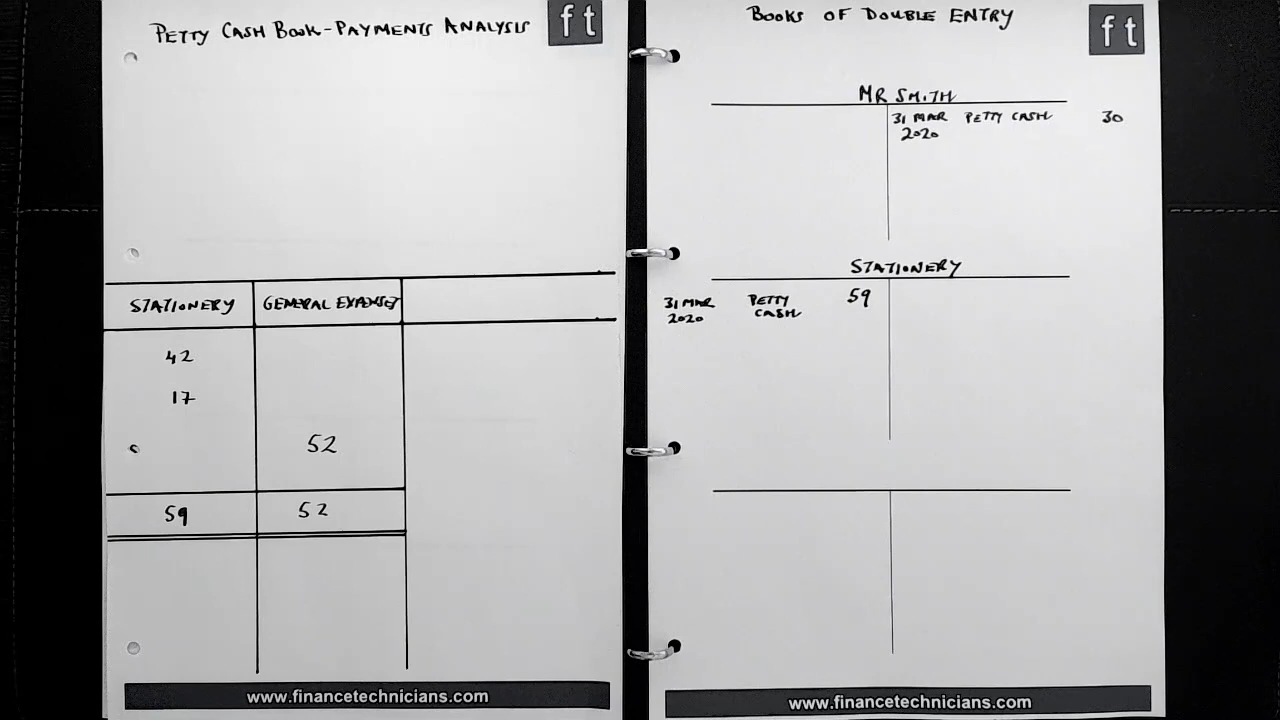 PETTY CASH BOOK - PAYMENTS ANALYSIS
ft
STATIONERY GENERAL EXPENSES
42
17
52
59 52
www.financetechnicians.com
BOOKS OF DOUBLE ENTRY
ft
MR SMITH
31 MAR PETTY CASH 30
2020
STATIONERY
31 MAR PETTY 59
2020 CASH
www.financetechnicians.com